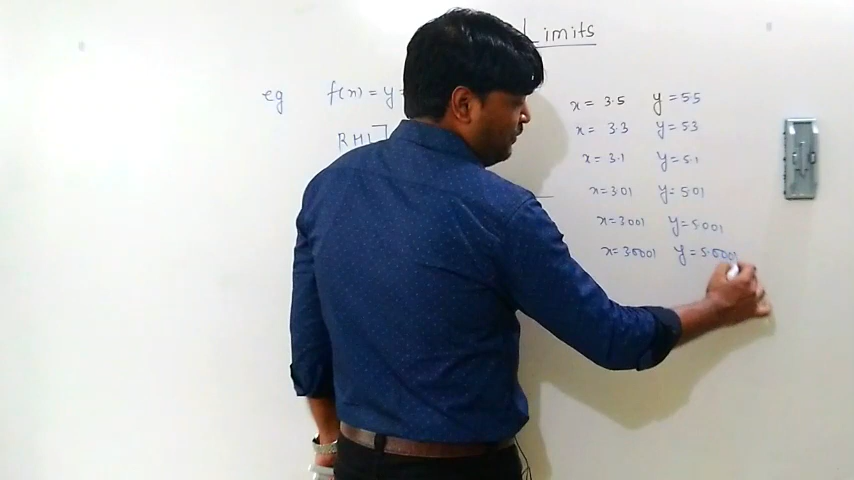 Limits
eg f(x) = y =
RHL]
x = 3.5 y = 5.5
x = 3.3 y = 5.3
x = 3.1 y = 5.1
x = 3.01 y = 5.01
x = 3.001 y = 5.001
x = 3.0001 y = 5.0001